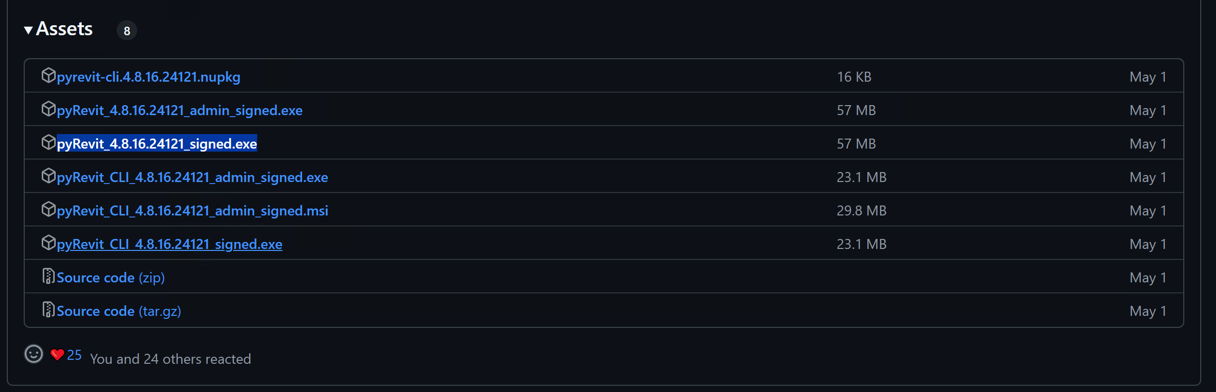 Assets 8
pyrevit-cli.4.8.16.24121.nupkg 16 KB May 1
pyRevit_4.8.16.24121_admin_signed.exe 57 MB May 1
pyRevit_4.8.16.24121_signed.exe 57 MB May 1
pyRevit_CLI_4.8.16.24121_admin_signed.exe 23.1 MB May 1
pyRevit_CLI_4.8.16.24121_admin_signed.msi 29.8 MB May 1
pyRevit_CLI_4.8.16.24121_signed.exe 23.1 MB May 1
Source code (zip) May 1
Source code (tar.gz) May 1
25 You and 24 others reacted